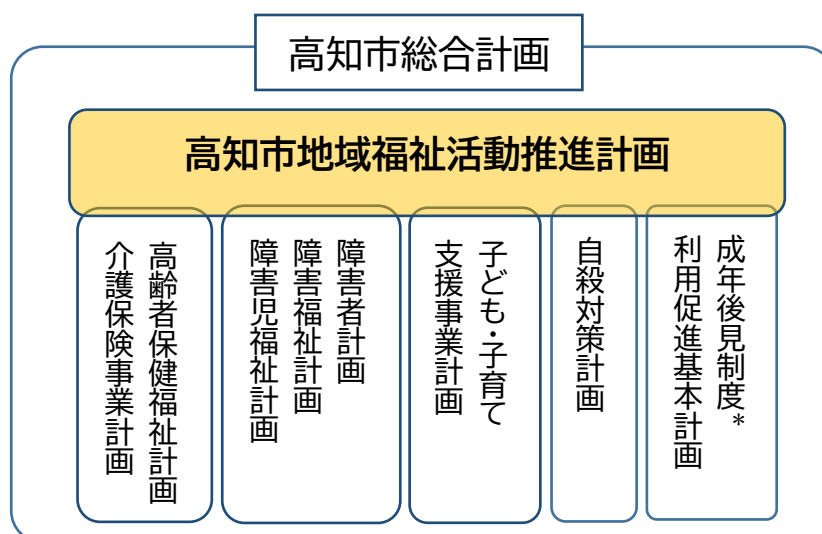 高知市総合計画
高知市地域福祉活動推進計画
高齢者保健福祉計画
介護保険事業計画
障害者計画
障害福祉計画
障害児福祉計画
子ども・子育て
支援事業計画
自殺対策計画
成年後見制度*
利用促進基本計画